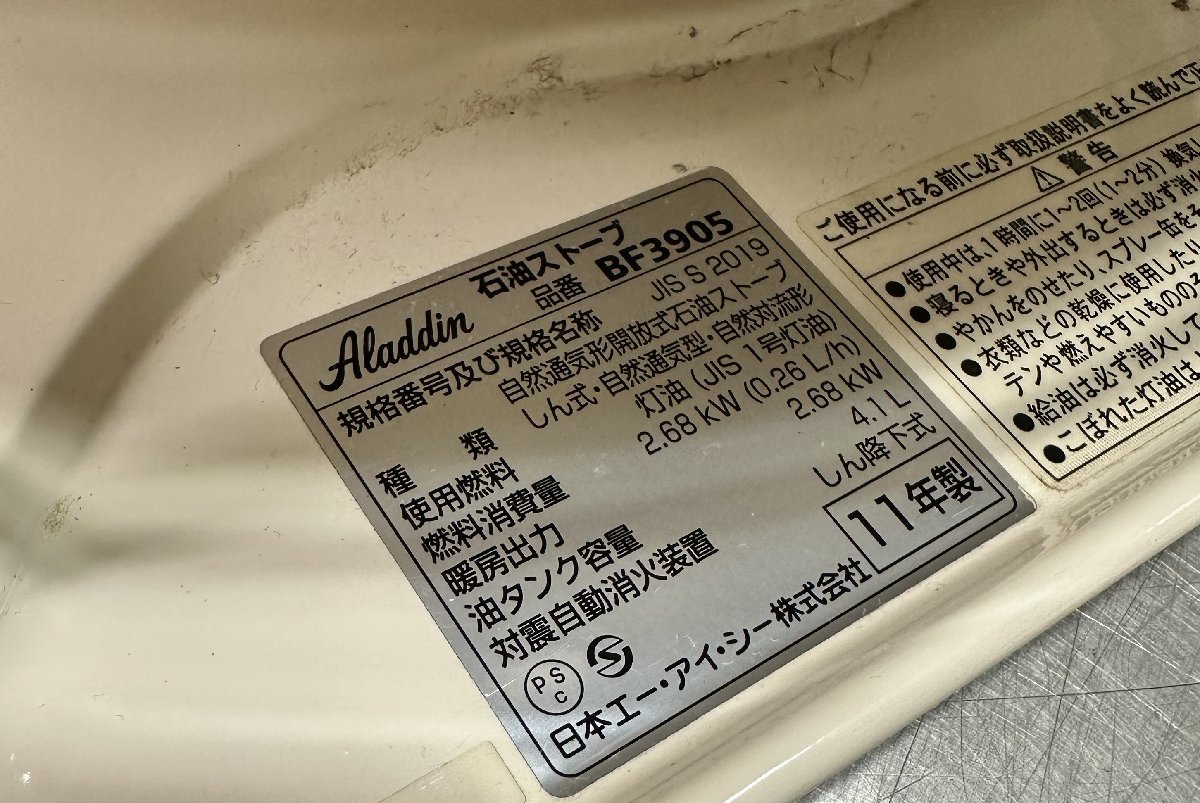 Aladdin 石油ストーブ
品番 BF3905
規格番号及び規格名称 JIS S 2019
自然通気形開放式石油ストーブ
種類 しん式・自然通気型・自然対流形
使用燃料 灯油(JIS 1号灯油)
燃料消費量 2.68 kW (0.26 L/h)
暖房出力 2.68 kW
油タンク容量 4.1 L
対震自動消火装置 しん降下式
PSC
11年製
日本エー・アイ・シー株式会社
ご使用になる前に必ず取扱説明書をよく読んで
警告
●使用中は、1時間に1～2回(1～2分)換気
●寝るときや外出するときは必ず消火
●やかんをのせたり、スプレー缶を
●衣類などの乾燥に使用したり
テンや燃えやすいものの
●給油は必ず消火して
●こぼれた灯油は